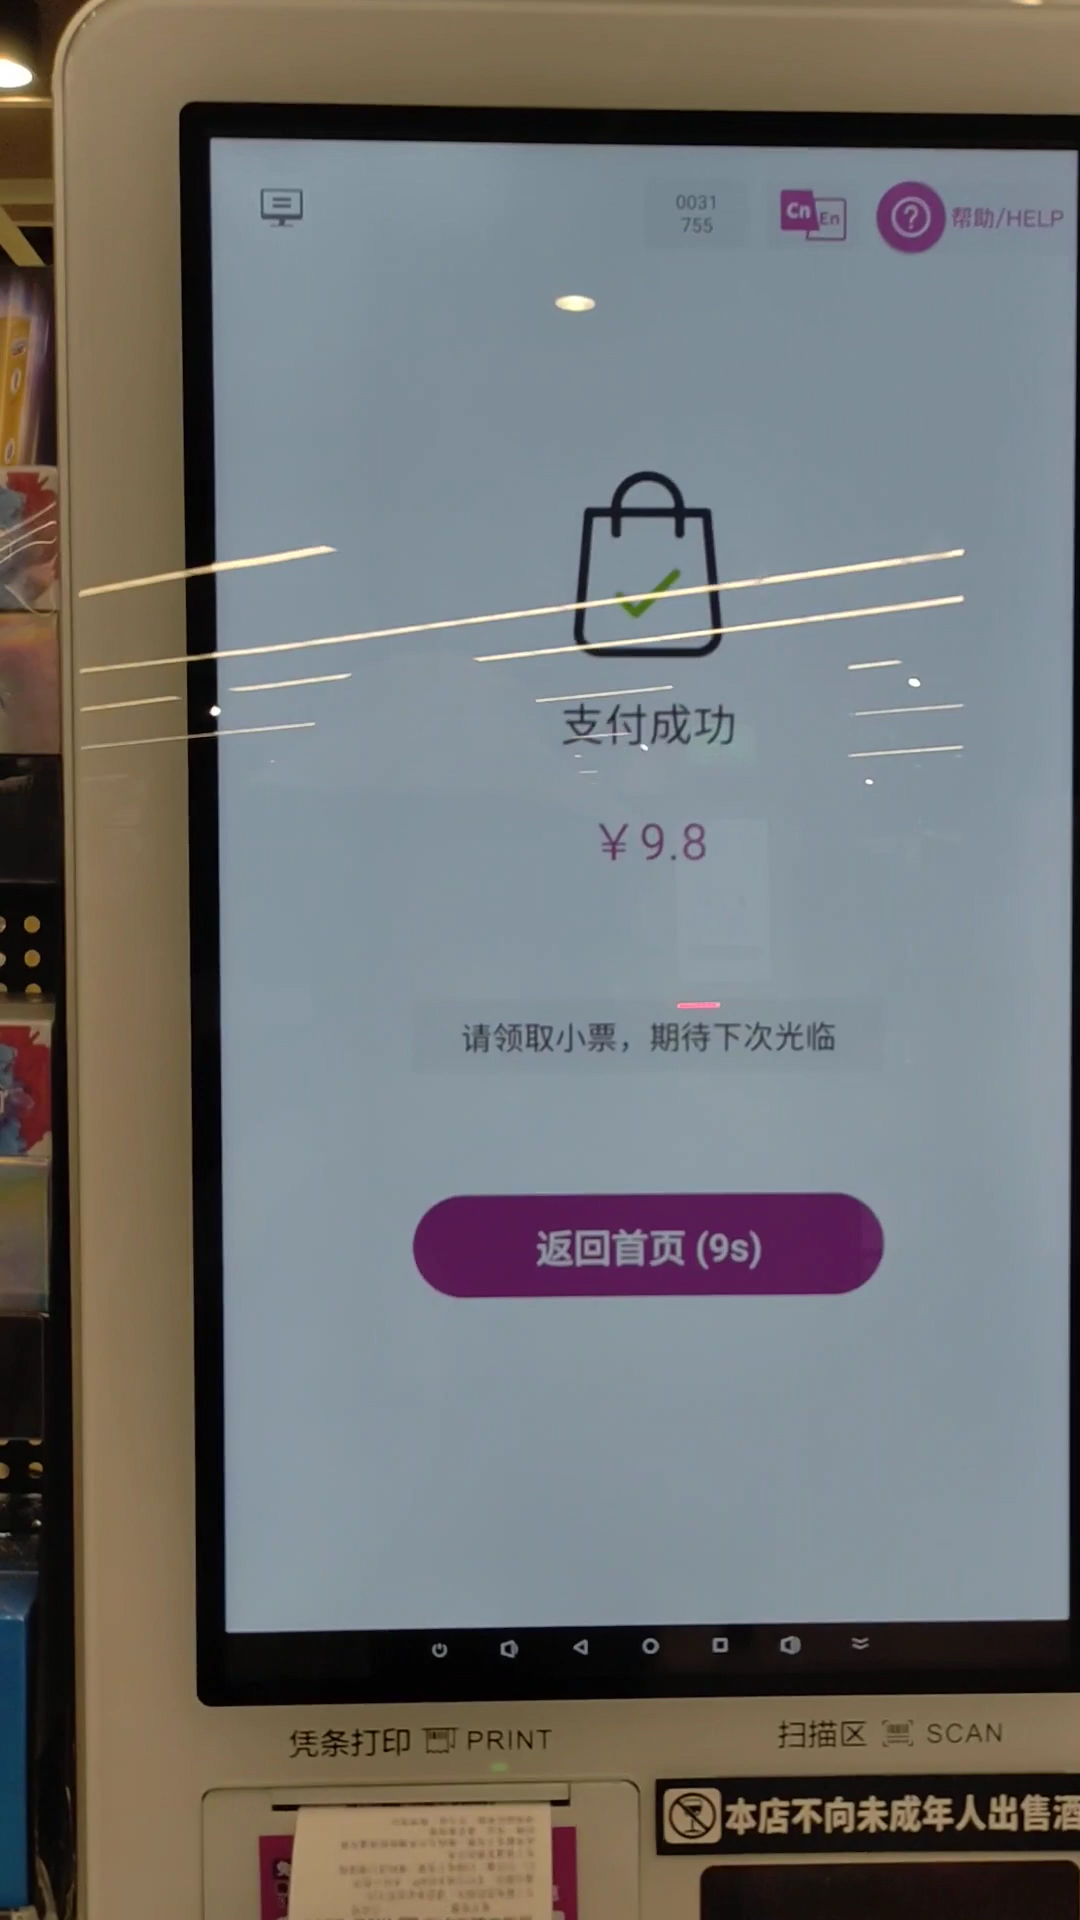 0031
755
Cn En
帮助/HELP
支付成功
¥9.8
请领取小票，期待下次光临
返回首页 (9s)
凭条打印 PRINT
扫描区 SCAN
本店不向未成年人出售酒